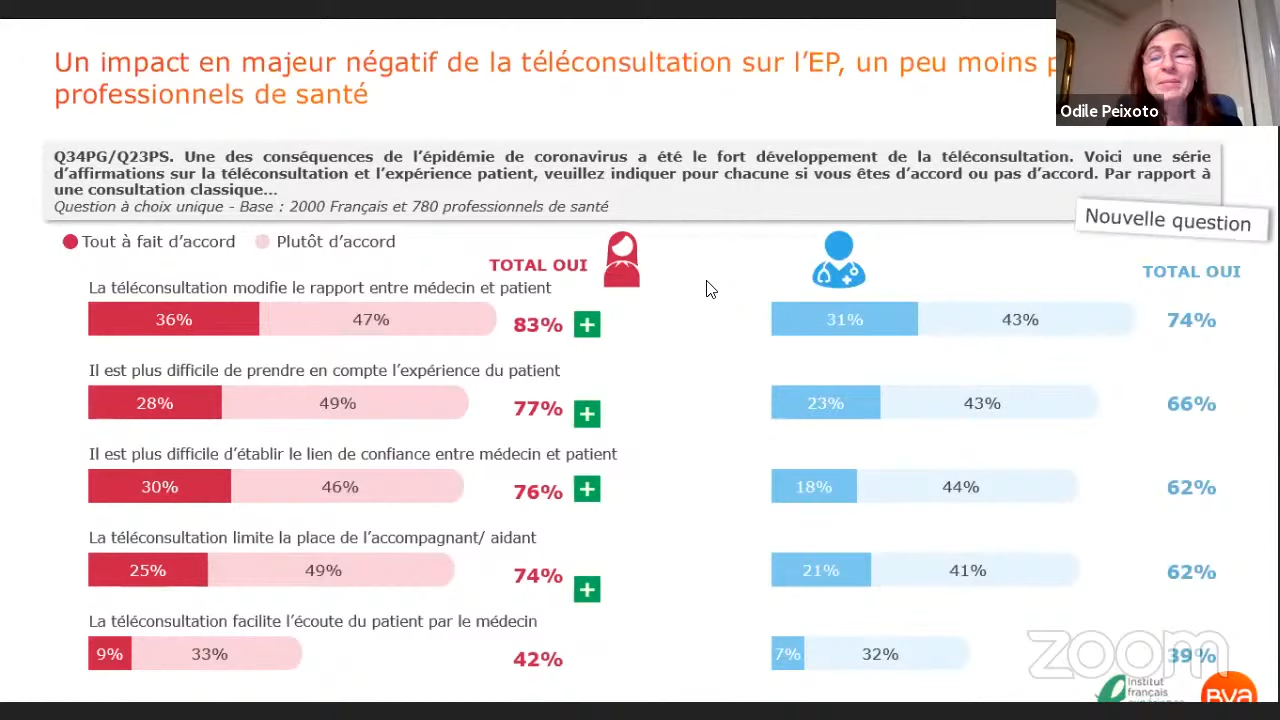 Un impact en majeur négatif de la téléconsultation sur l'EP, un peu moins
professionnels de santé
Odile Peixoto
Q34PG/Q23PS. Une des conséquences de l'épidémie de coronavirus a été le fort développement de la téléconsultation. Voici une série
d'affirmations sur la téléconsultation et l'expérience patient, veuillez indiquer pour chacune si vous êtes d'accord ou pas d'accord. Par rapport à
une consultation classique...
Question à choix unique - Base : 2000 Français et 780 professionnels de santé
Nouvelle question
Tout à fait d'accord Plutôt d'accord
TOTAL OUI
TOTAL OUI
La téléconsultation modifie le rapport entre médecin et patient
36% 47% 83% + 31% 43% 74%
Il est plus difficile de prendre en compte l'expérience du patient
28% 49% 77% + 23% 43% 66%
Il est plus difficile d'établir le lien de confiance entre médecin et patient
30% 46% 76% + 18% 44% 62%
La téléconsultation limite la place de l'accompagnant/ aidant
25% 49% 74% + 21% 41% 62%
La téléconsultation facilite l'écoute du patient par le médecin
9% 33% 42% 7% 32% 39%
zoom
Institut
français
BVA